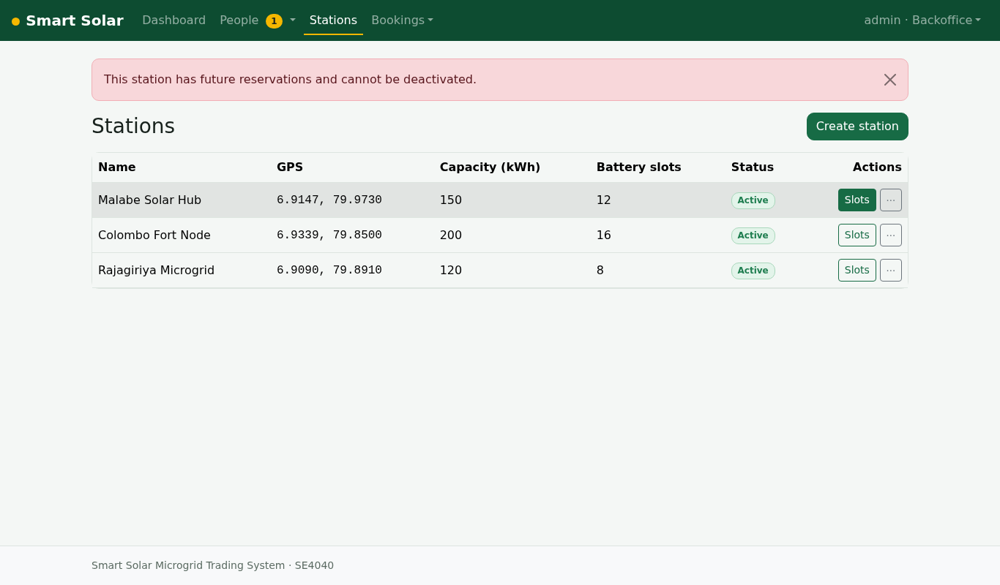 Smart Solar Dashboard People 1 Stations Bookings admin · Backoffice
This station has future reservations and cannot be deactivated.
Stations Create station
Name GPS Capacity (kWh) Battery slots Status Actions
Malabe Solar Hub 6.9147, 79.9730 150 12 Active Slots ...
Colombo Fort Node 6.9339, 79.8500 200 16 Active Slots ...
Rajagiriya Microgrid 6.9090, 79.8910 120 8 Active Slots ...
Smart Solar Microgrid Trading System · SE4040